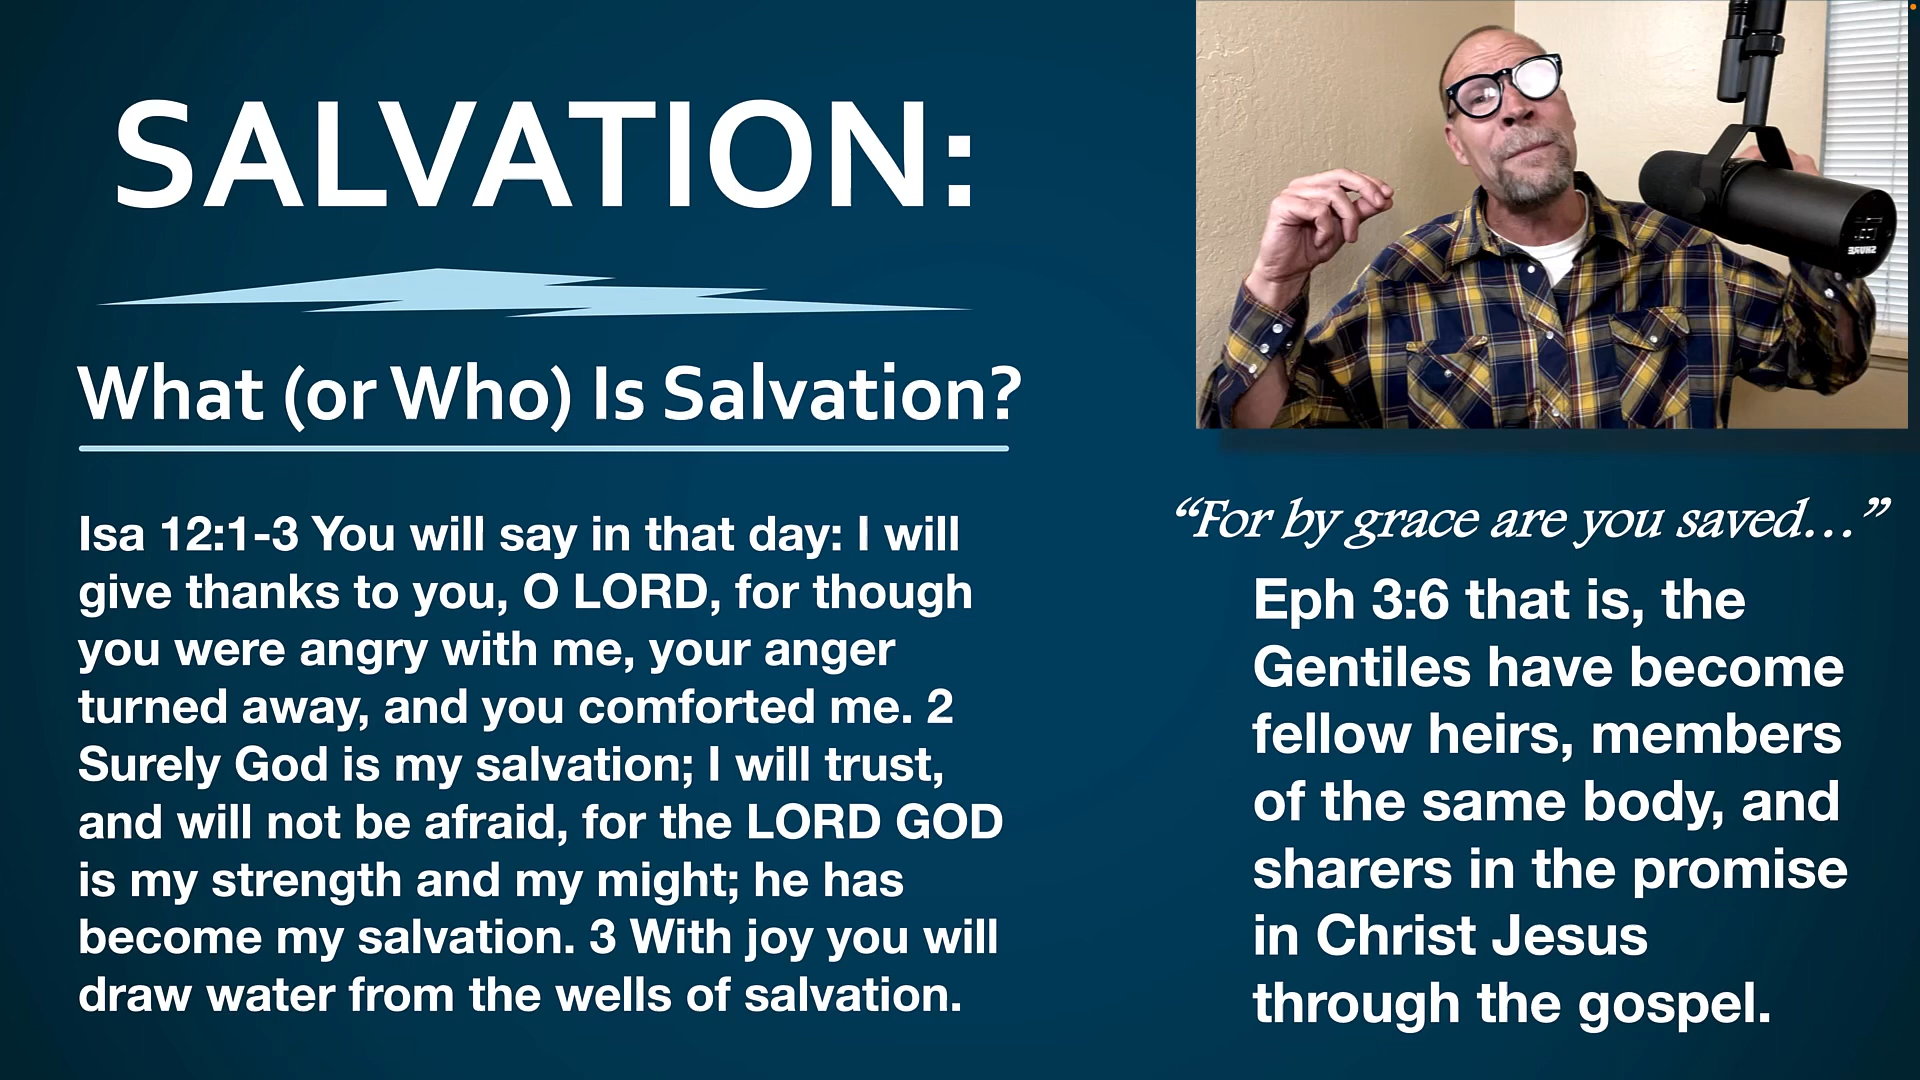 SALVATION:
What (or Who) Is Salvation?
Isa 12:1-3 You will say in that day: I will
give thanks to you, O LORD, for though
you were angry with me, your anger
turned away, and you comforted me. 2
Surely God is my salvation; I will trust,
and will not be afraid, for the LORD GOD
is my strength and my might; he has
become my salvation. 3 With joy you will
draw water from the wells of salvation.
SHURE
“For by grace are you saved…”
Eph 3:6 that is, the
Gentiles have become
fellow heirs, members
of the same body, and
sharers in the promise
in Christ Jesus
through the gospel.